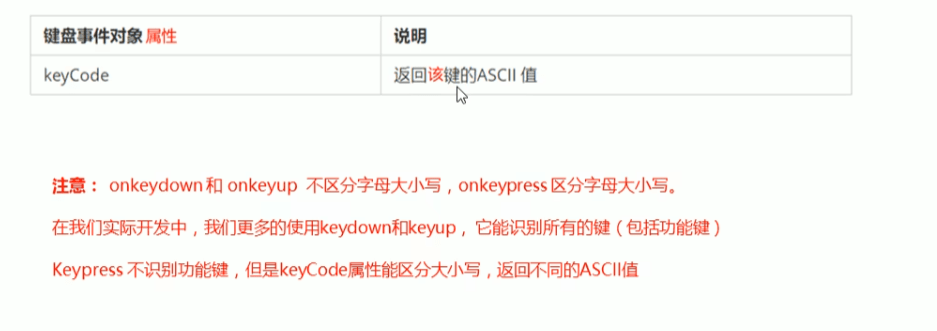 键盘事件对象 属性 说明
keyCode 返回该键的ASCII 值
注意： onkeydown 和 onkeyup 不区分字母大小写，onkeypress 区分字母大小写。
在我们实际开发中，我们更多的使用keydown和keyup， 它能识别所有的键（包括功能键）
Keypress 不识别功能键，但是keyCode属性能区分大小写，返回不同的ASCII值